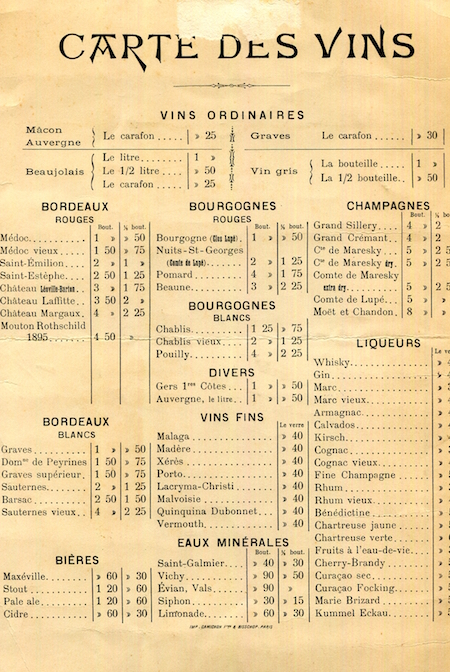 CARTE DES VINS
VINS ORDINAIRES
Mâcon
Auvergne
Le carafon..... » 25
Beaujolais
Le litre........ 1 »
Le 1/2 litre..... » 50
Le carafon..... » 25
Graves Le carafon..... » 30
Vin gris
La bouteille.... 1 »
La 1/2 bouteille.. » 50
BORDEAUX
ROUGES
Bout. ½ bout.
Médoc........ 1 » » 50
Médoc vieux..... 1 50 » 75
Saint-Émilion.... 2 » 1 »
Saint-Estèphe.... 2 50 1 25
Château Léoville-Barton.. 3 » 1 75
Château Laffitte.. 3 50 2 »
Château Margaux. 4 » 2 25
Mouton Rothschild
1895..... 4 50 »
BORDEAUX
BLANCS
Graves........ 1 » » 50
Dom^ne de Peyrines 1 50 » 75
Graves supérieur. 1 50 » 75
Sauternes....... 2 » 1 25
Barsac......... 2 50 1 50
Sauternes vieux.. 4 » 2 25
BIÈRES
Maxéville....... » 60 » 30
Stout.......... 1 20 » 60
Pale ale........ 1 20 » 60
Cidre.......... » 60 » 30
BOURGOGNES
ROUGES
Bout. ½ bout.
Bourgogne (Clos Lupé). 1 » » 50
Nuits-St-Georges
(Comte de Lupé)... 2 » 1 25
Pomard........ 4 » 1 75
Beaune........ 3 » 2 25
BOURGOGNES
BLANCS
Chablis......... 1 25 » 75
Chablis vieux.... 2 » 1 25
Pouilly......... 4 » 2 25
DIVERS
Gers 1^res Côtes... 1 » » 50
Auvergne, le litre.. 1 » » 50
VINS FINS
Le verre
Malaga............ » 40
Madère............ » 40
Xérès............. » 40
Porto............. » 40
Lacryma-Christi....... » 40
Malvoisie.......... » 40
Quinquina Dubonnet... » 40
Vermouth.......... » 40
EAUX MINÉRALES
Bout. ½ bout.
Saint-Galmier.... » 40 » 30
Vichy.......... » 90 » 50
Évian, Vals..... » 90 »
Siphon......... » 30 » 15
Limonade....... » 60 » 30
CHAMPAGNES
Bout. ½ bout.
Grand Sillery.... 4 » 2
Grand Crémant.. 4 » 2
C^te de Maresky... 5 » 2 5
C^te de Maresky dry. 5 » 2 5
Comte de Maresky
extra dry....... 5 » 2 5
Comte de Lupé... 5 » »
Moët et Chandon. 8 » »
LIQUEURS
Le ve
Whisky............ »
Gin............... »
Marc.............. »
Marc vieux......... »
Armagnac.......... »
Calvados........... »
Kirsch............. »
Cognac............ »
Cognac vieux........ »
Fine Champagne..... »
Rhum.............. »
Rhum vieux......... »
Bénédictine......... »
Chartreuse jaune..... »
Chartreuse verte..... »
Fruits à l'eau-de-vie... »
Cherry-Brandy...... »
Curaçao sec......... »
Curaçao Focking..... »
Marie Brizard....... »
Kummel Eckau...... »